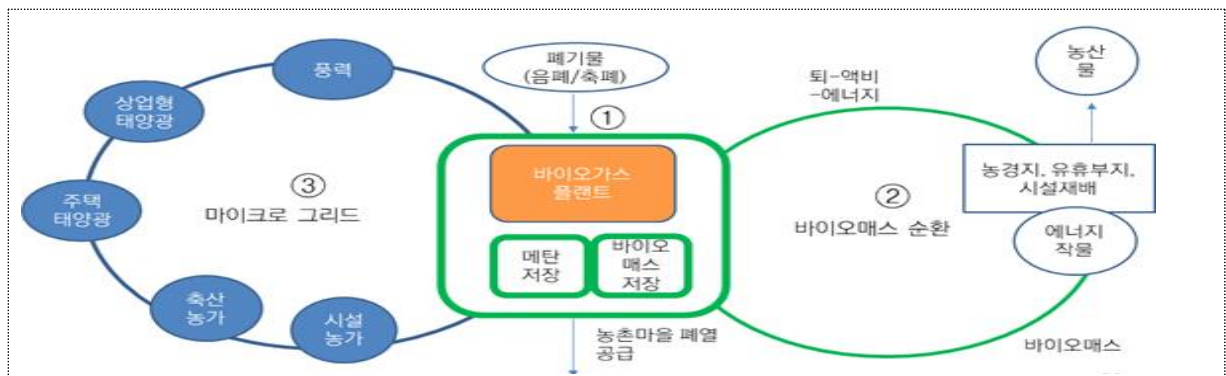 풍력
상업형
태양광
주택
태양광
축산
농가
시설
농가
③
마이크로 그리드
폐기물
(음폐/축폐)
①
바이오가스
플랜트
메탄
저장
바이오
매스
저장
농촌마을 폐열
공급
퇴-액비
-에너지
②
바이오매스 순환
농산
물
농경지, 유휴부지,
시설재배
에너지
작물
바이오매스